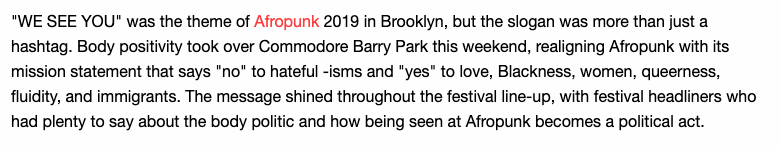 "WE SEE YOU" was the theme of Afropunk 2019 in Brooklyn, but the slogan was more than just a
hashtag. Body positivity took over Commodore Barry Park this weekend, realigning Afropunk with its
mission statement that says "no" to hateful -isms and "yes" to love, Blackness, women, queerness,
fluidity, and immigrants. The message shined throughout the festival line-up, with festival headliners who
had plenty to say about the body politic and how being seen at Afropunk becomes a political act.